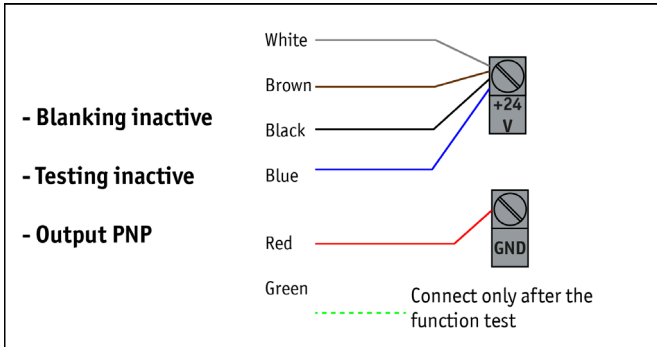 White
Brown
- Blanking inactive
Black
- Testing inactive
Blue
- Output PNP
Red
Green
+24
V
GND
Connect only after the
function test